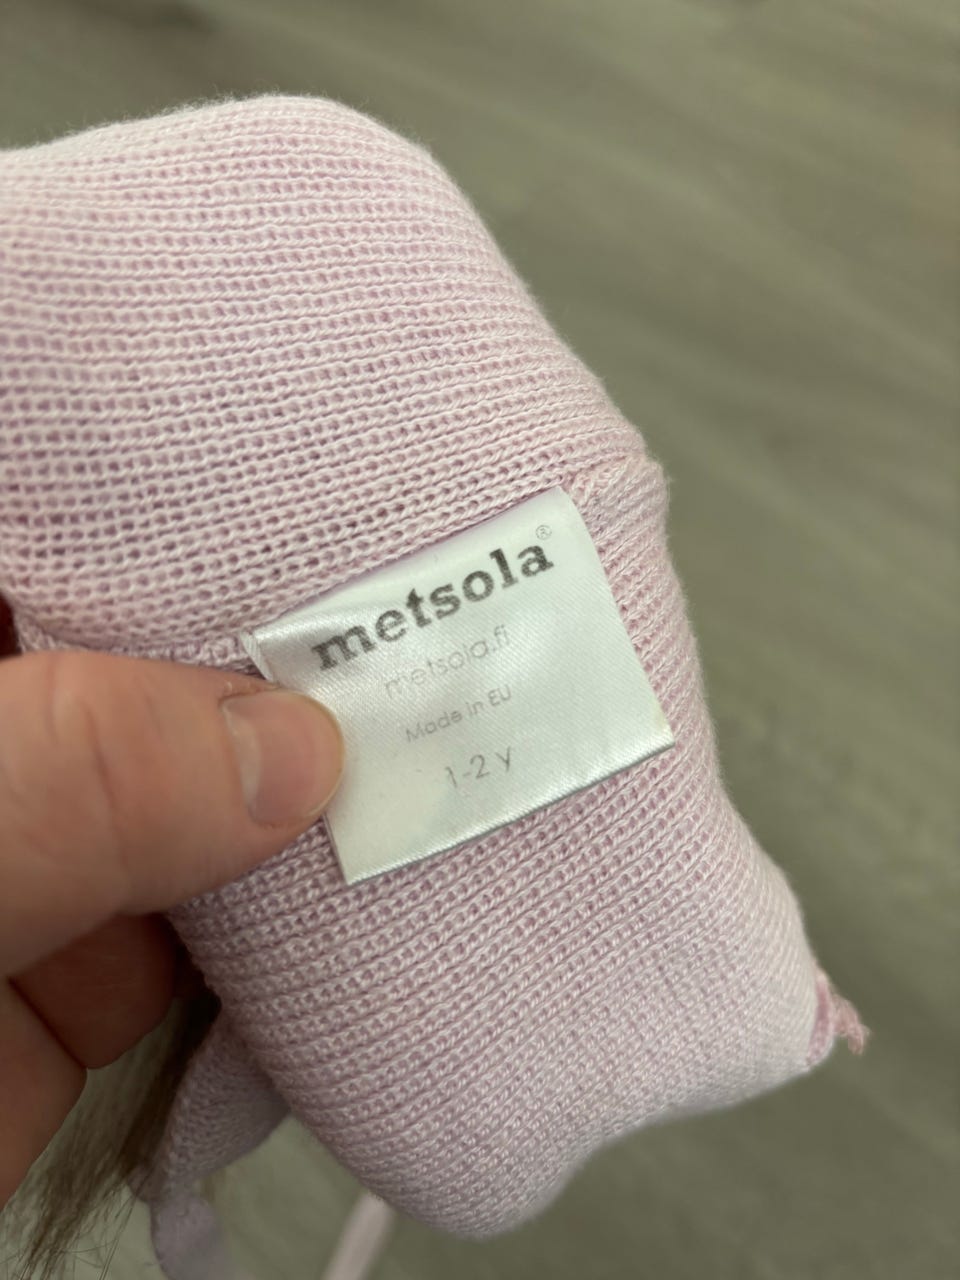 metsola®
metsola.fi
Made in EU
1-2 y